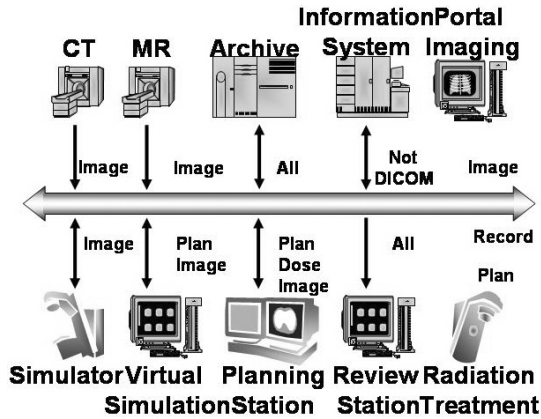 InformationPortal
CT MR Archive System Imaging
Image Image All Not DICOM Image
Image Plan Image Plan Dose Image All Record Plan
SimulatorVirtual Planning Review Radiation
SimulationStation StationTreatment